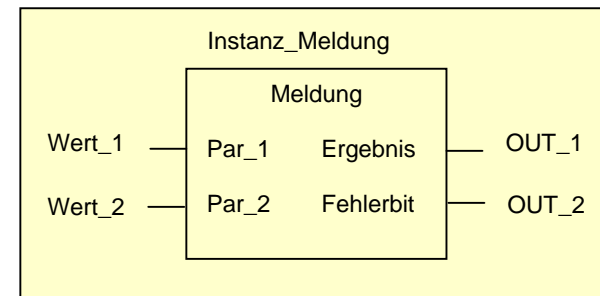 Instanz_Meldung
Meldung
Wert_1 Par_1 Ergebnis OUT_1
Wert_2 Par_2 Fehlerbit OUT_2